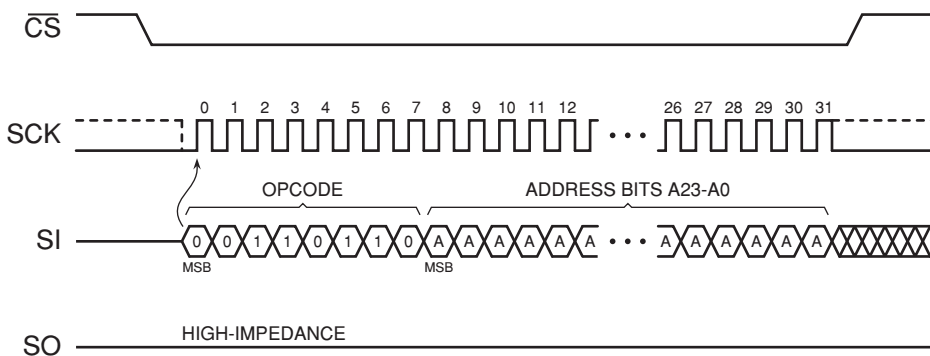 CS
0 1 2 3 4 5 6 7 8 9 10 11 12 26 27 28 29 30 31
SCK
OPCODE ADDRESS BITS A23-A0
SI 0 0 1 1 0 1 1 0 A A A A A A A A A A A A
MSB MSB
HIGH-IMPEDANCE
SO